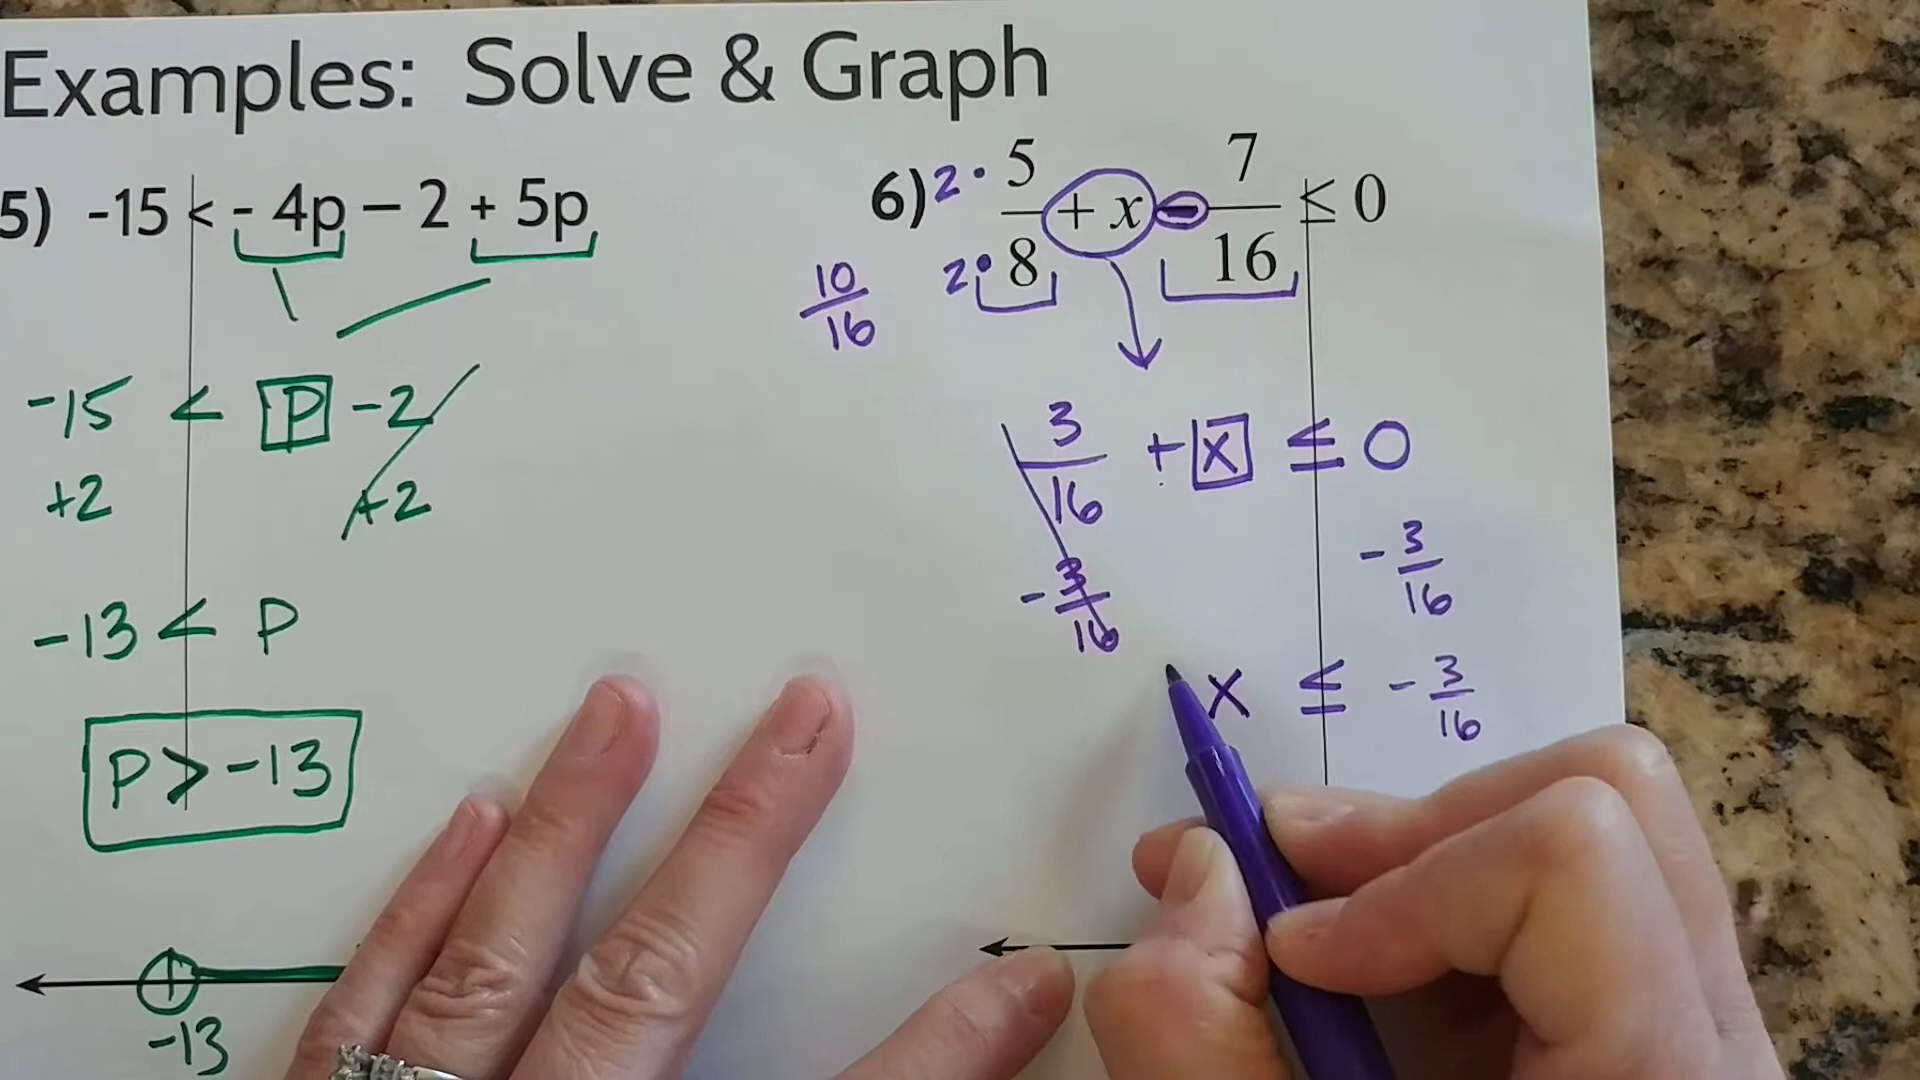 Examples: Solve & Graph
5) -15 < - 4p – 2 + 5p
-15 < P -2
+2 +2
-13 < P
P > -13
-13
6) 2 · 5/8 + x - 7/16 ≤ 0
2 ·
10/16
3/16 + x ≤ 0
- 3/16 - 3/16
x ≤ - 3/16